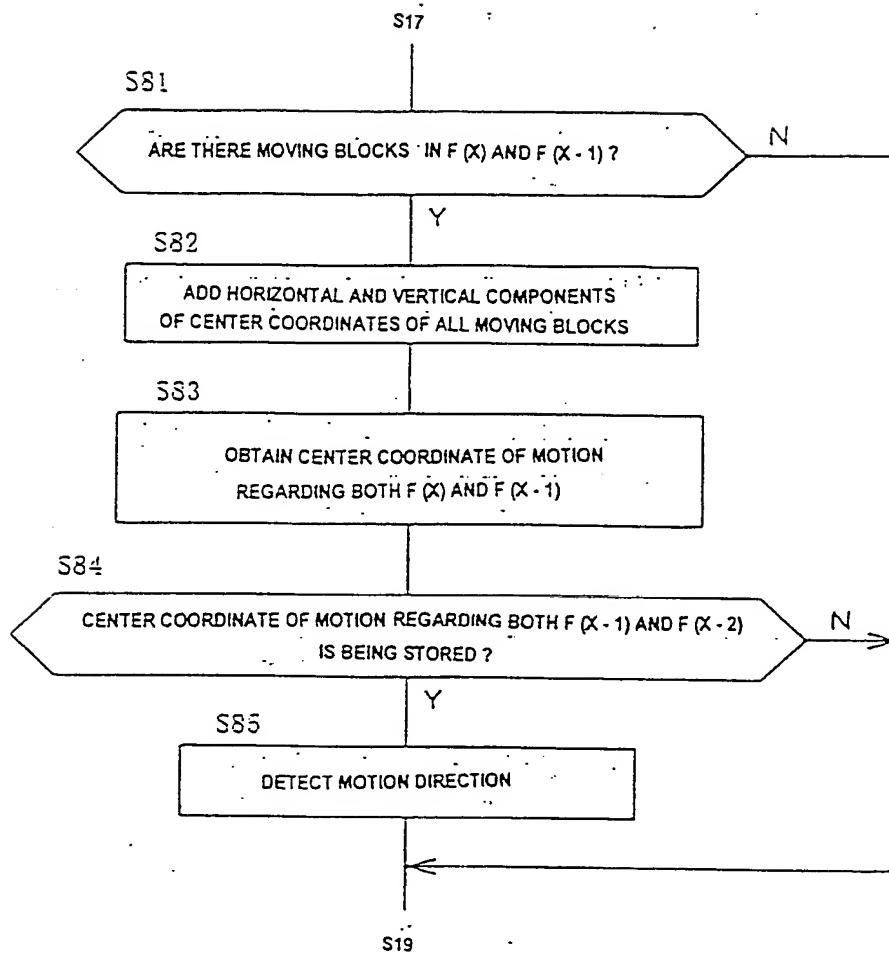 S17
S81
ARE THERE MOVING BLOCKS IN F (X) AND F (X - 1) ?
N
Y
S82
ADD HORIZONTAL AND VERTICAL COMPONENTS
OF CENTER COORDINATES OF ALL MOVING BLOCKS
S83
OBTAIN CENTER COORDINATE OF MOTION
REGARDING BOTH F (X) AND F (X - 1)
S84
CENTER COORDINATE OF MOTION REGARDING BOTH F (X - 1) AND F (X - 2)
IS BEING STORED ?
N
Y
S85
DETECT MOTION DIRECTION
S19